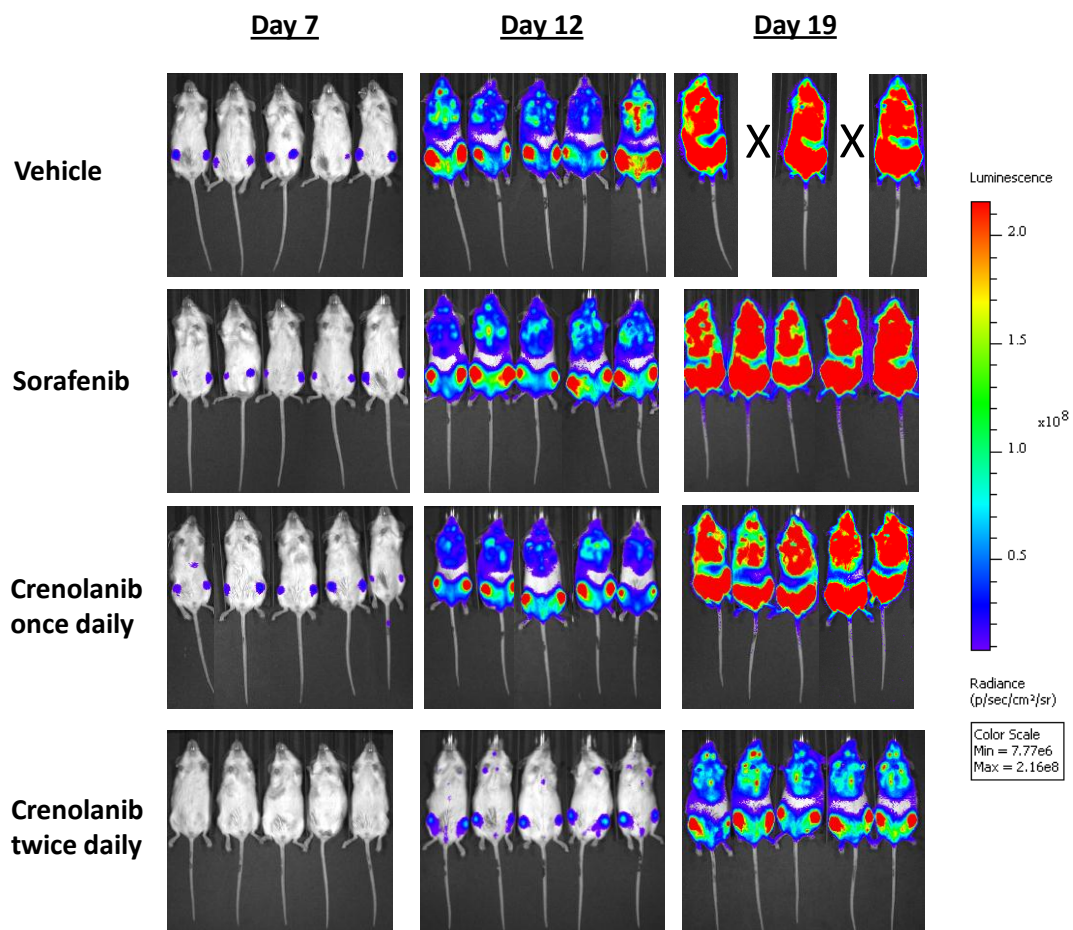 Day 7 Day 12 Day 19
Vehicle
X X
Sorafenib
Crenolanib
once daily
Crenolanib
twice daily
Luminescence
2.0
1.5
x10⁸
1.0
0.5
Radiance
(p/sec/cm²/sr)
Color Scale
Min = 7.77e6
Max = 2.16e8